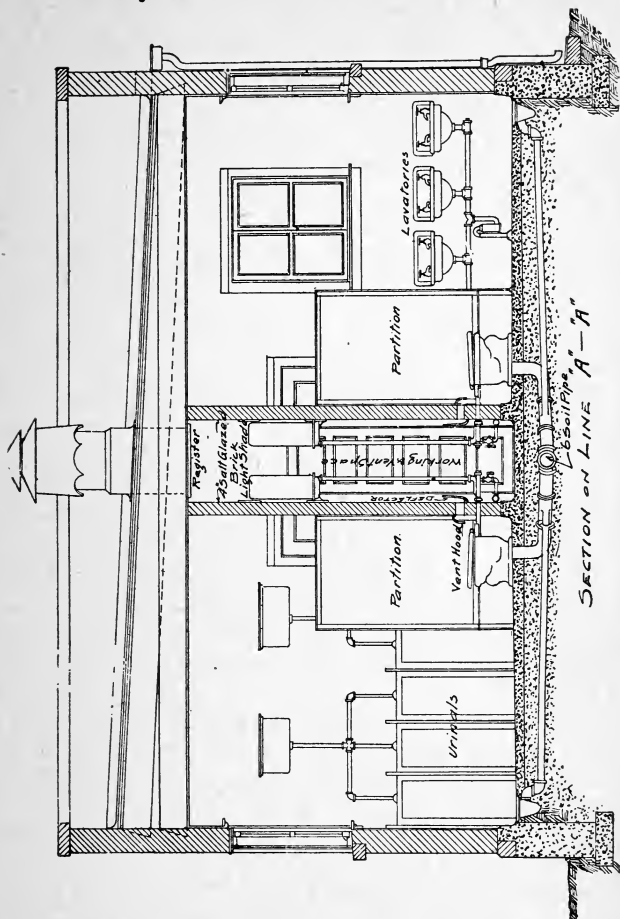 Register
4" Salt Glazed
Brick
Light Shaft
Lavatories
Partition
Working & Vent Space
DEFLECTOR
Partition.
Vent Hood
Urinals
6" Soil Pipe
SECTION ON LINE "A"-"A"